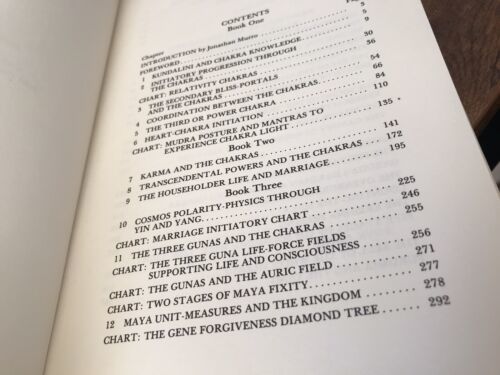 CONTENTS
Book One
Chapter
INTRODUCTION by Jonathan Murro 3
FOREWORD 5
1 KUNDALINI AND CHAKRA KNOWLEDGE 9
2 INITIATORY PROGRESSION THROUGH
THE CHAKRAS 30
CHART: RELATIVITY CHAKRAS 36
3 THE SECONDARY BLISS-PORTALS
AND THE CHAKRAS 54
4 COORDINATION BETWEEN THE CHAKRAS 66
5 THE THIRD OR POWER CHAKRA 84
6 HEART-CHAKRA INITIATION 110
CHART: MUDRA POSTURE and MANTRAS TO
EXPERIENCE CHAKRA LIGHT 135
Book Two
7 KARMA AND THE CHAKRAS 141
8 TRANSCENDENTAL POWERS AND THE CHAKRAS 172
9 THE HOUSEHOLDER LIFE AND MARRIAGE 195
Book Three
10 COSMOS POLARITY-PHYSICS THROUGH
YIN AND YANG 225
CHART: MARRIAGE INITIATORY CHART 246
11 THE THREE GUNAS AND THE CHAKRAS 255
CHART: THE THREE GUNA LIFE-FORCE FIELDS
SUPPORTING LIFE AND CONSCIOUSNESS 256
CHART: THE GUNAS AND THE AURIC FIELD 271
CHART: TWO STAGES OF MAYA FIXITY 277
12 MAYA UNIT-MEASURES AND THE KINGDOM 278
CHART: THE GENE FORGIVENESS DIAMOND TREE 292